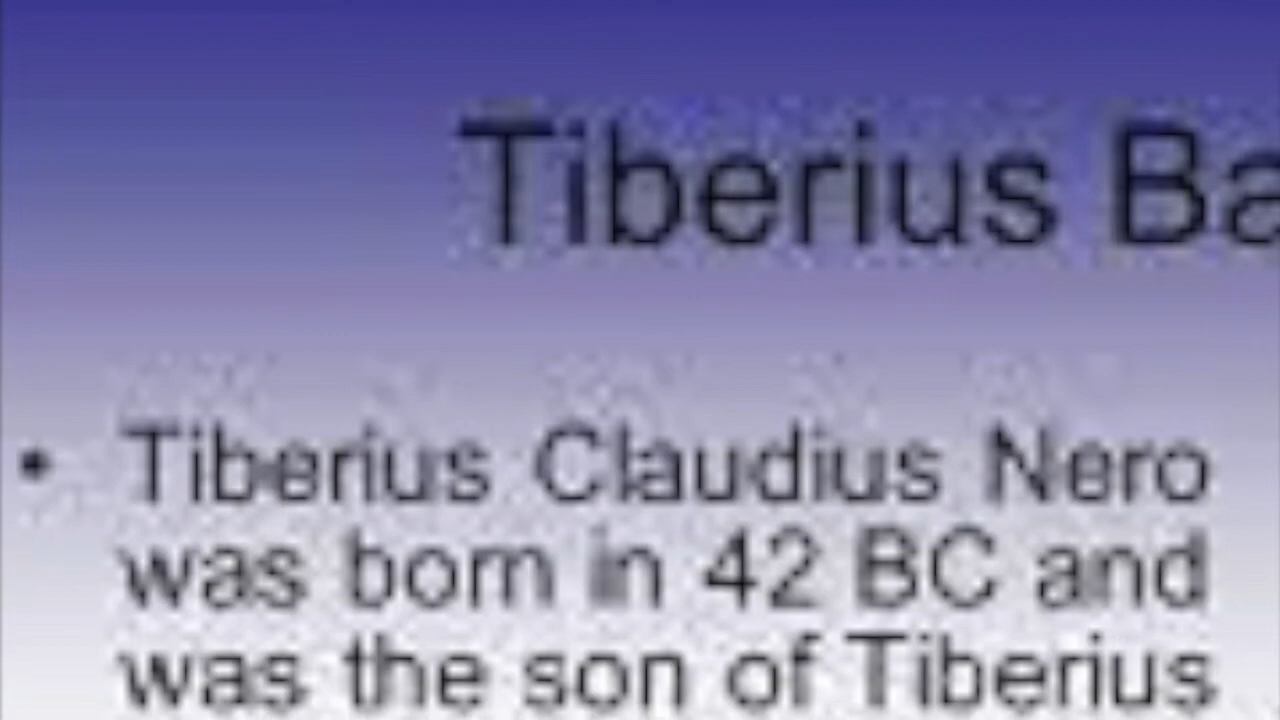 Tiberius Ba
• Tiberius Claudius Nero
was born in 42 BC and
was the son of Tiberius